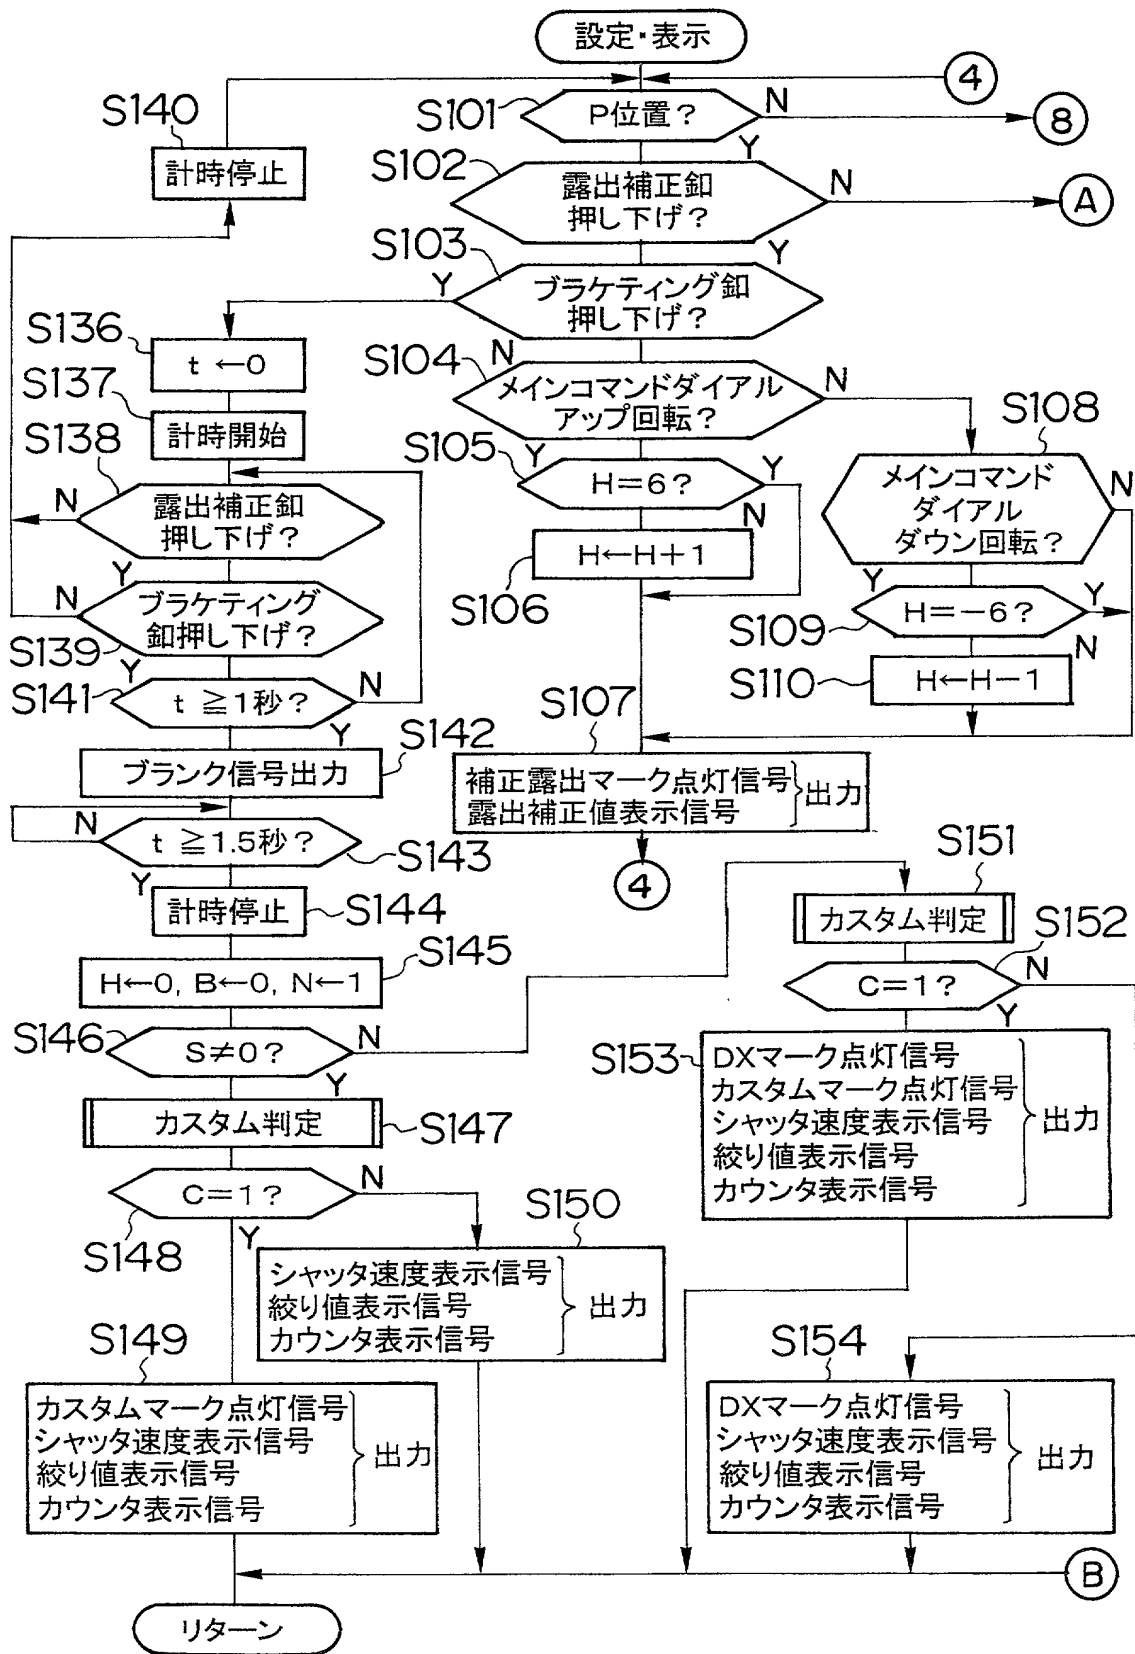 設定・表示
4
S101
P位置？
N
8
Y
S140
計時停止
S102
露出補正釦
押し下げ？
N
A
Y
S103
ブラケティング釦
押し下げ？
Y
N
S136
t ←0
S137
計時開始
S104
メインコマンドダイアル
アップ回転？
N
Y
S105
H＝6？
Y
N
S106
H←H＋1
S108
メインコマンド
ダイアル
ダウン回転？
N
Y
S109
H＝－6？
Y
N
S110
H←H－1
S138
露出補正釦
押し下げ？
N
Y
S139
ブラケティング
釦押し下げ？
N
Y
S141
t ≧1秒？
N
Y
S142
ブランク信号出力
S143
t ≧1.5秒？
N
Y
S144
計時停止
S145
H←0, B←0, N←1
S107
補正露出マーク点灯信号
露出補正値表示信号
出力
4
S146
S≠0？
N
Y
S147
カスタム判定
S148
C＝1？
N
Y
S149
カスタムマーク点灯信号
シャッタ速度表示信号
絞り値表示信号
カウンタ表示信号
出力
S150
シャッタ速度表示信号
絞り値表示信号
カウンタ表示信号
出力
S151
カスタム判定
S152
C＝1？
N
Y
S153
DXマーク点灯信号
カスタムマーク点灯信号
シャッタ速度表示信号
絞り値表示信号
カウンタ表示信号
出力
S154
DXマーク点灯信号
シャッタ速度表示信号
絞り値表示信号
カウンタ表示信号
出力
B
リターン